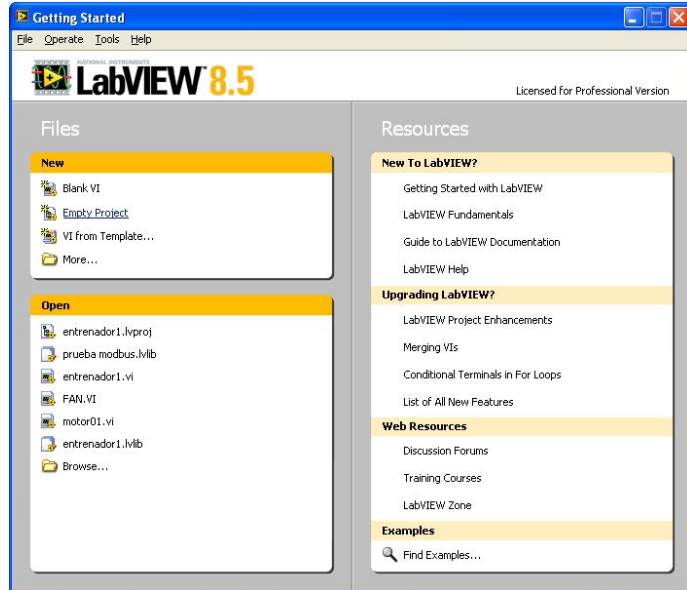 Getting Started
File Operate Tools Help
NATIONAL INSTRUMENTS
LabVIEW™ 8.5
Licensed for Professional Version
Files
New
Blank VI
Empty Project
VI from Template...
More...
Open
entrenador1.lvproj
prueba modbus.lvlib
entrenador1.vi
FAN.VI
motor01.vi
entrenador1.lvlib
Browse...
Resources
New To LabVIEW?
Getting Started with LabVIEW
LabVIEW Fundamentals
Guide to LabVIEW Documentation
LabVIEW Help
Upgrading LabVIEW?
LabVIEW Project Enhancements
Merging VIs
Conditional Terminals in For Loops
List of All New Features
Web Resources
Discussion Forums
Training Courses
LabVIEW Zone
Examples
Find Examples...